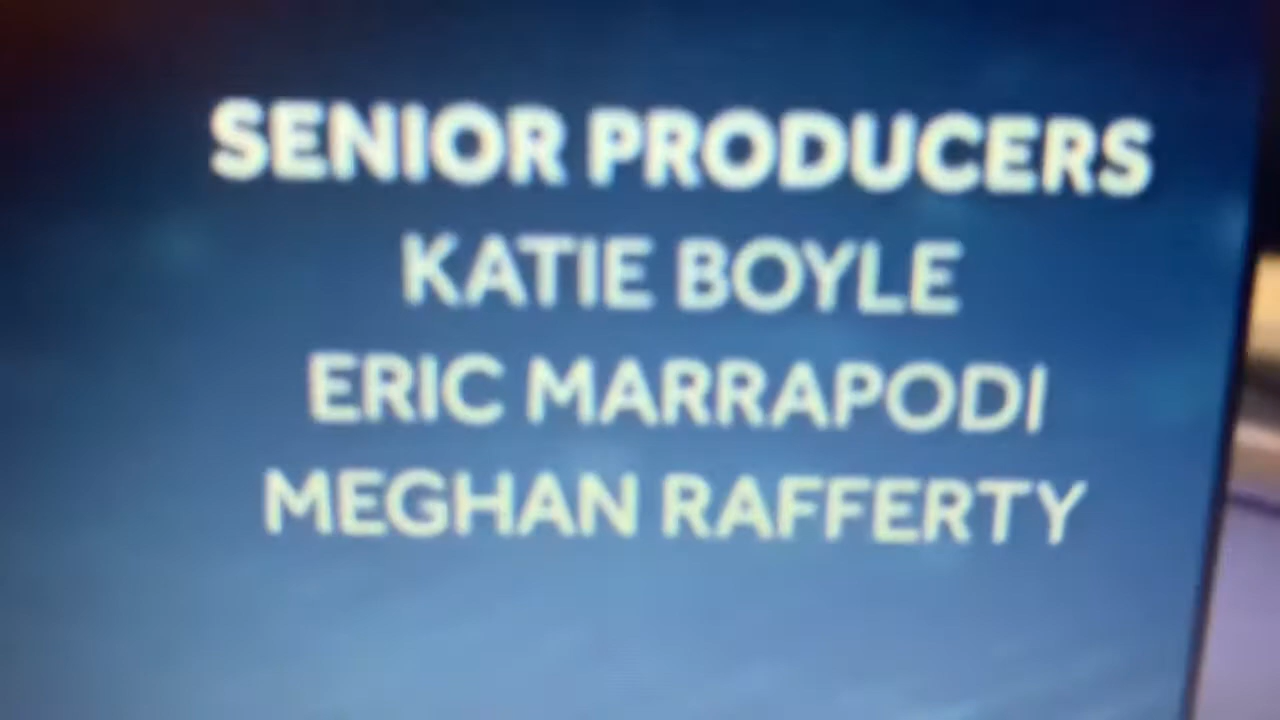 SENIOR PRODUCERS
KATIE BOYLE
ERIC MARRAPODI
MEGHAN RAFFERTY